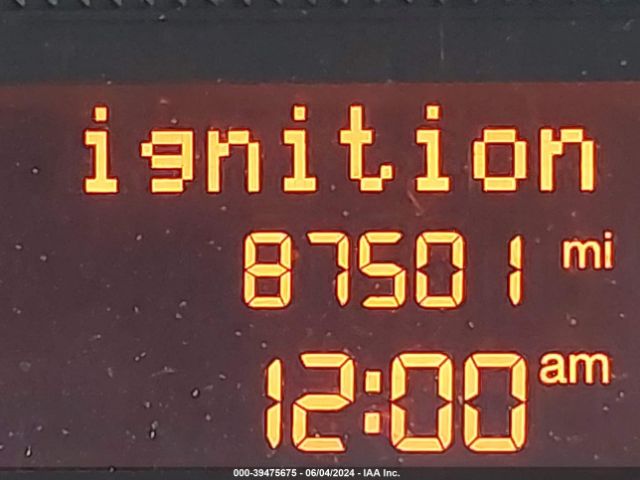 ignition
87501 mi
12:00 am
000-39475675 - 06/04/2024 - IAA Inc.